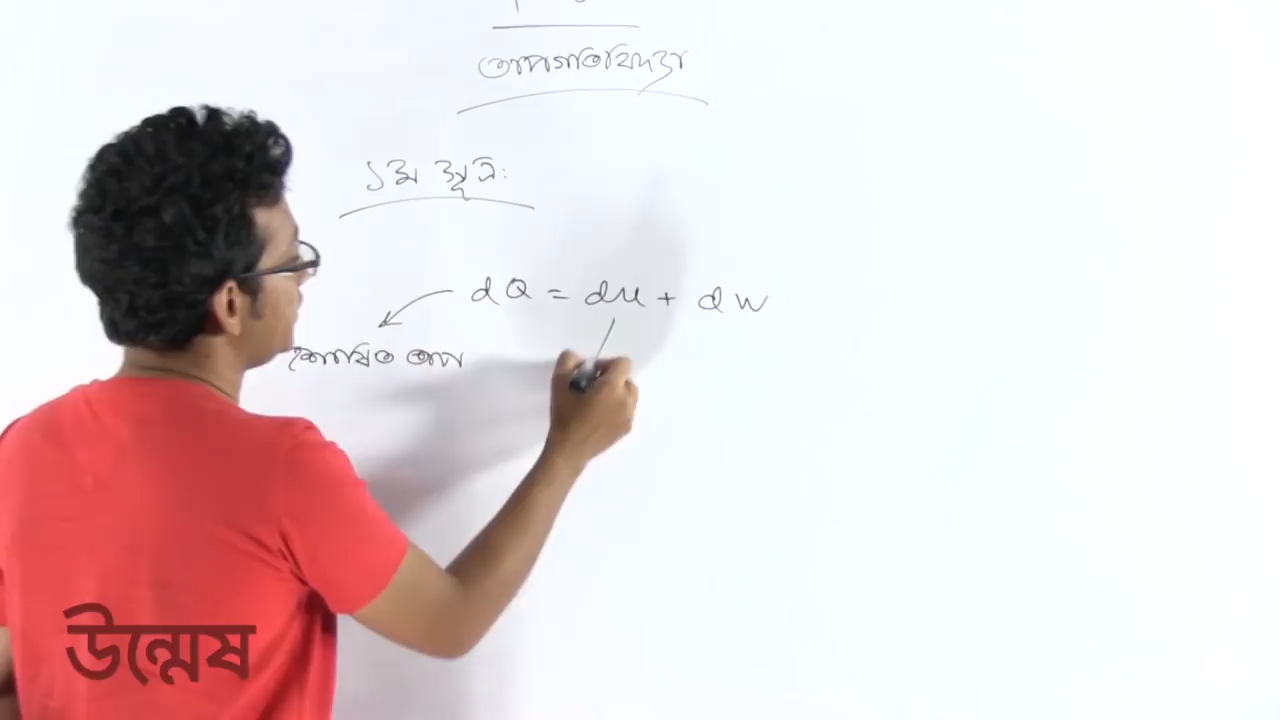 তাপগতিবিদ্যা
১ম সূত্র:
dQ = du + dw
শোষিত তাপ
উন্মেষ